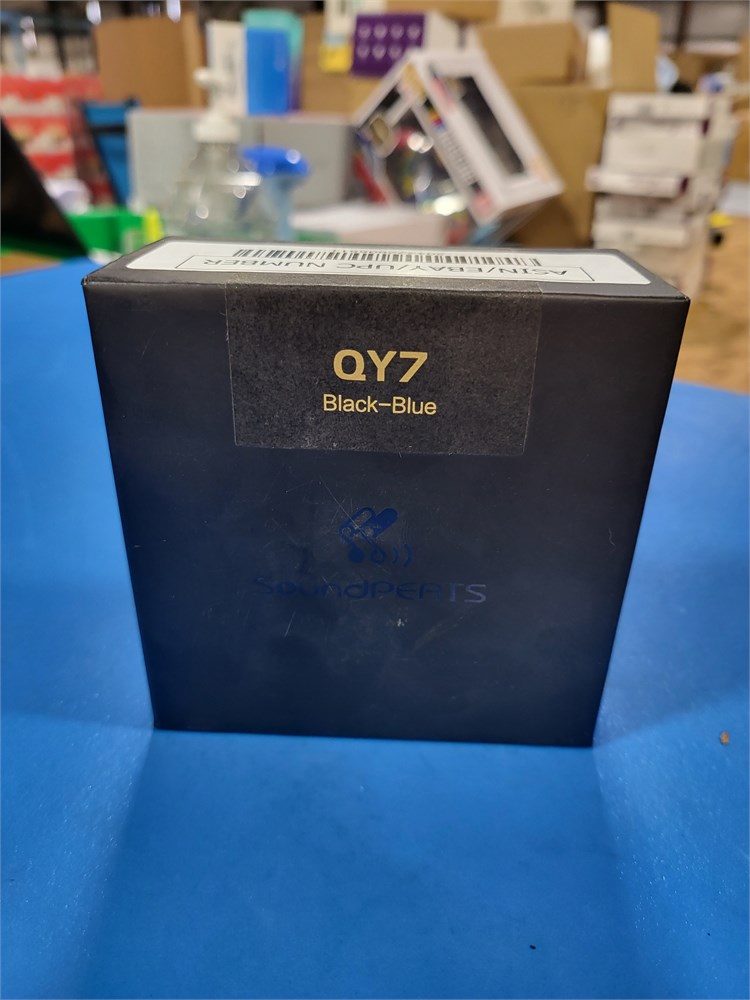 ASIN/EBAY/UPC NUMBER
QY7
Black-Blue
SoundPEATS